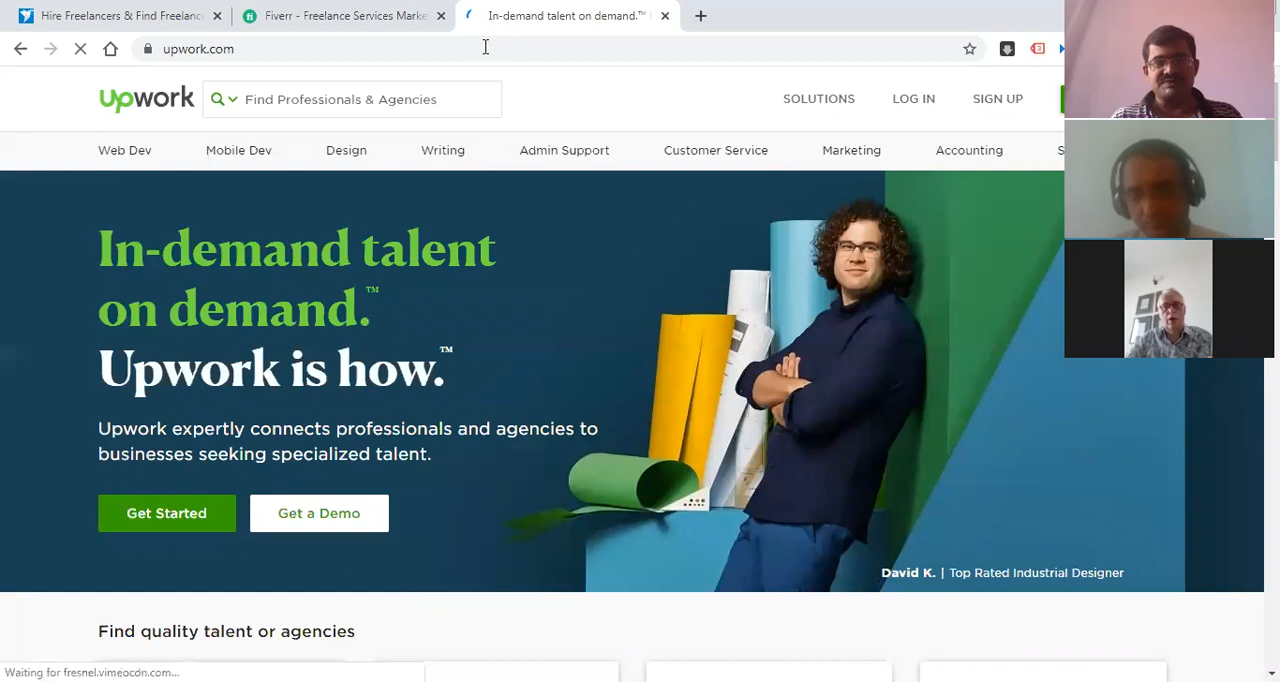 Hire Freelancers & Find Freelanc
Fiverr - Freelance Services Marke
In-demand talent on demand.™
upwork.com
upwork
Find Professionals & Agencies
SOLUTIONS
LOG IN
SIGN UP
Web Dev
Mobile Dev
Design
Writing
Admin Support
Customer Service
Marketing
Accounting
S
In-demand talent
on demand.™
Upwork is how.™
Upwork expertly connects professionals and agencies to
businesses seeking specialized talent.
Get Started
Get a Demo
David K. | Top Rated Industrial Designer
Find quality talent or agencies
Waiting for fresnel.vimeocdn.com...